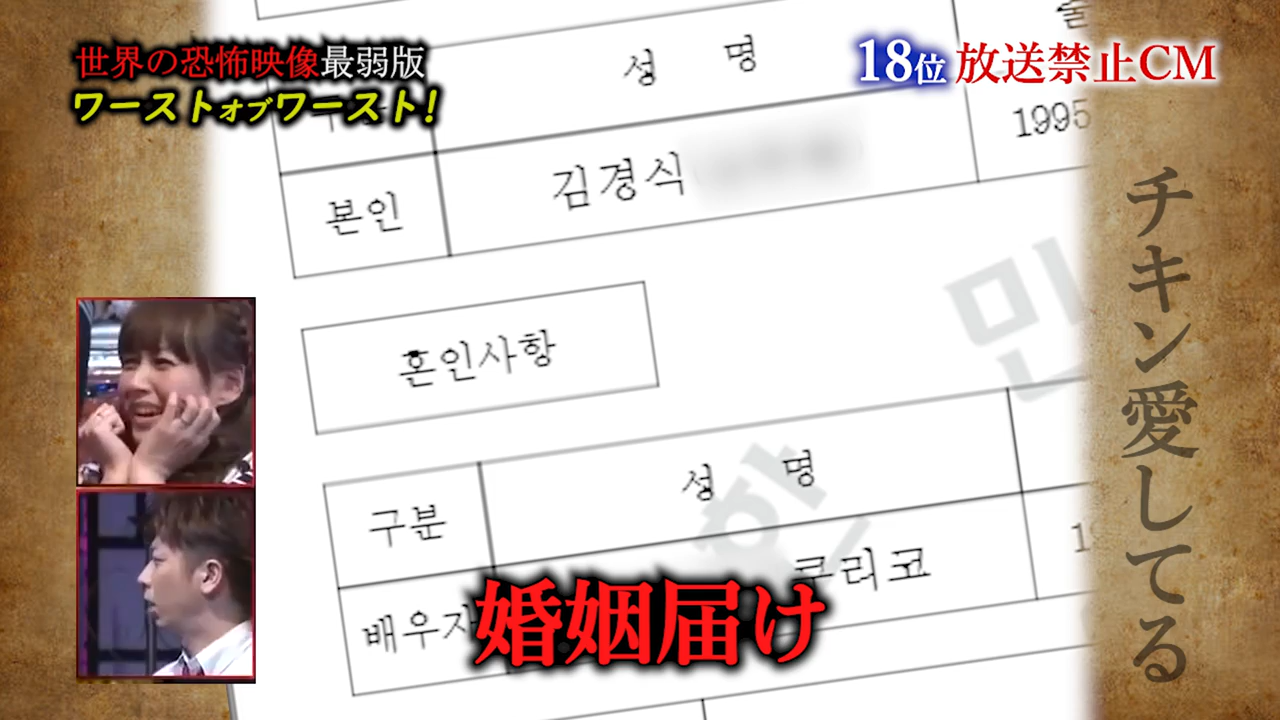 世界の恐怖映像最弱版
ワーストオブワースト!
18位 放送禁止CM
성 명
본인
김경식
1995
혼인사항
민
성 명
구분
한
쿠리코
배우자
婚姻届け
チキン愛してる